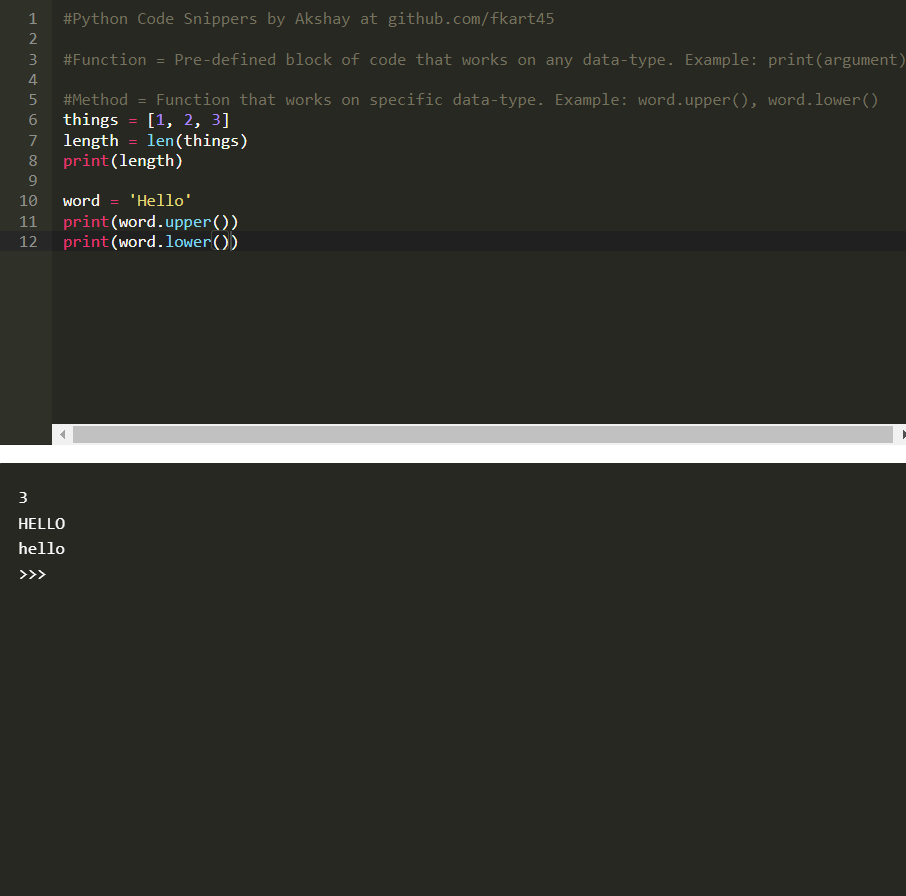 1 #Python Code Snippers by Akshay at github.com/fkart45
2
3 #Function = Pre-defined block of code that works on any data-type. Example: print(argument)
4
5 #Method = Function that works on specific data-type. Example: word.upper(), word.lower()
6 things = [1, 2, 3]
7 length = len(things)
8 print(length)
9
10 word = 'Hello'
11 print(word.upper())
12 print(word.lower())
3
HELLO
hello
>>>